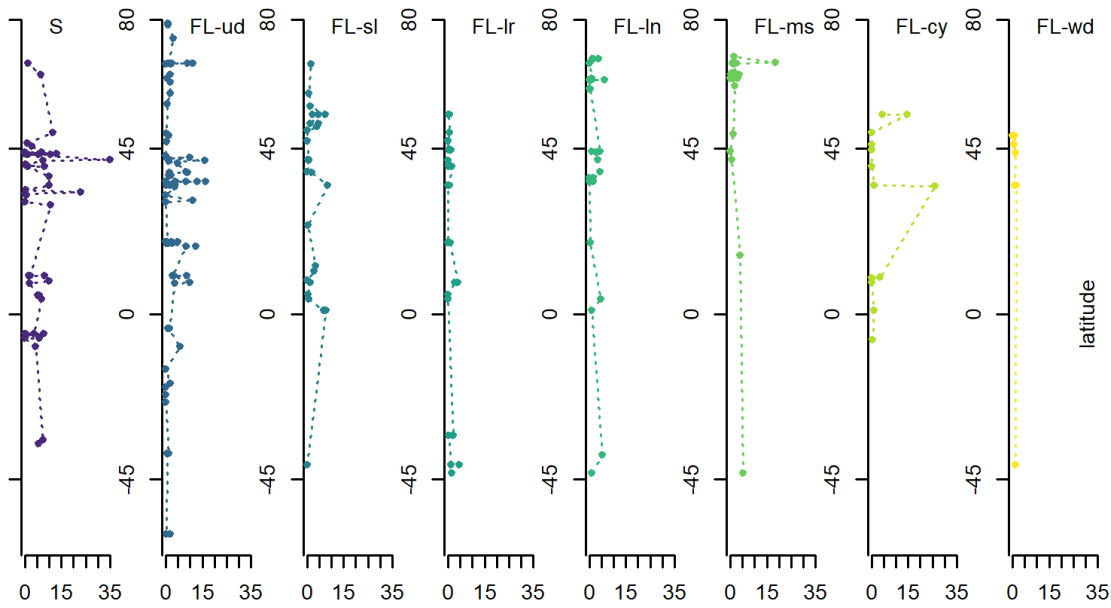 S FL-ud FL-sl FL-lr FL-ln FL-ms FL-cy FL-wd
80 80 80 80 80 80 80
45 45 45 45 45 45 45
0 0 0 0 0 0 0
latitude
-45 -45 -45 -45 -45 -45 -45
0 15 35 0 15 35 0 15 35 0 15 35 0 15 35 0 15 35 0 15 35 0 15 35